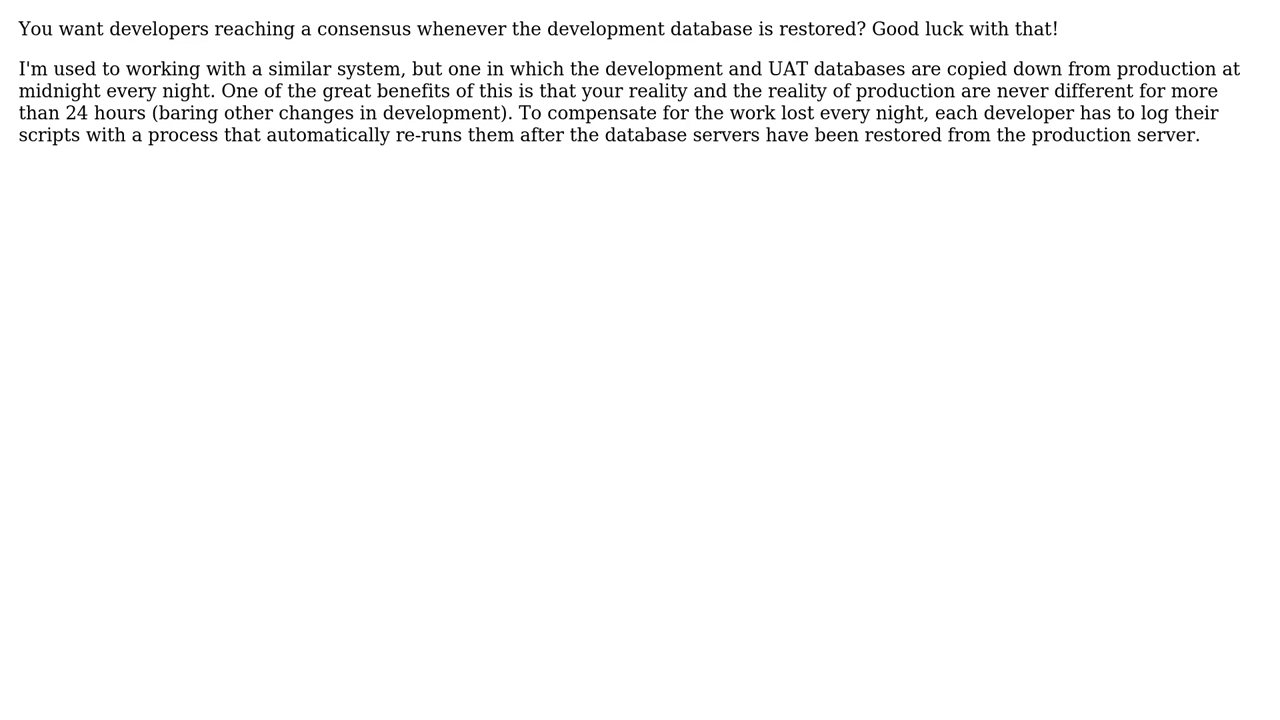 You want developers reaching a consensus whenever the development database is restored? Good luck with that!
I'm used to working with a similar system, but one in which the development and UAT databases are copied down from production at
midnight every night. One of the great benefits of this is that your reality and the reality of production are never different for more
than 24 hours (baring other changes in development). To compensate for the work lost every night, each developer has to log their
scripts with a process that automatically re-runs them after the database servers have been restored from the production server.